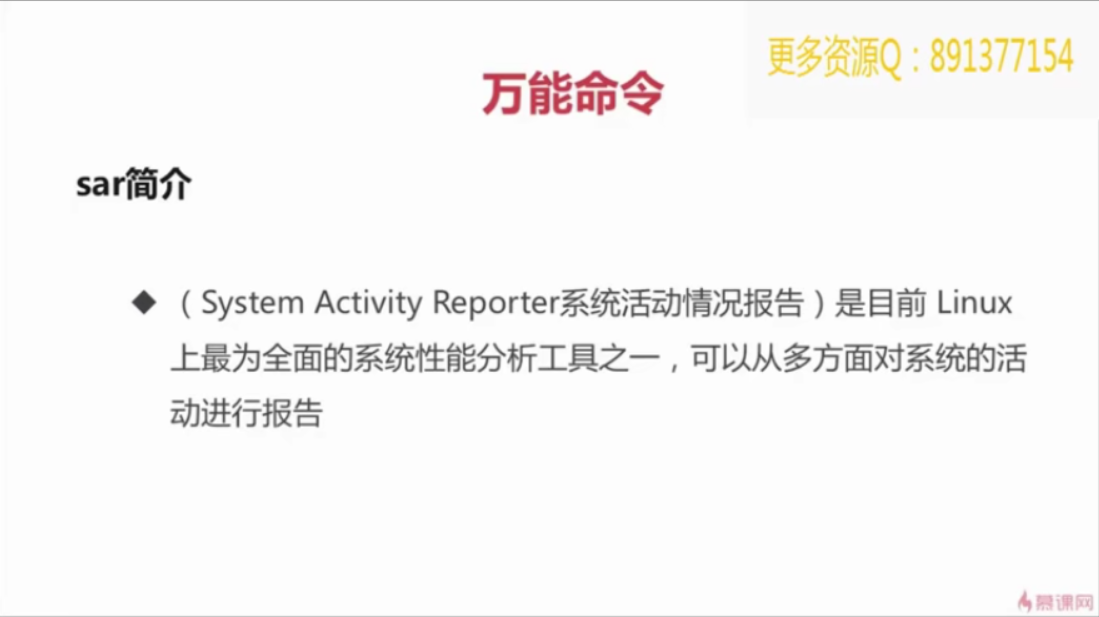 更多资源Q：891377154
万能命令
sar简介
◆（System Activity Reporter系统活动情况报告）是目前 Linux
上最为全面的系统性能分析工具之一，可以从多方面对系统的活
动进行报告
慕课网